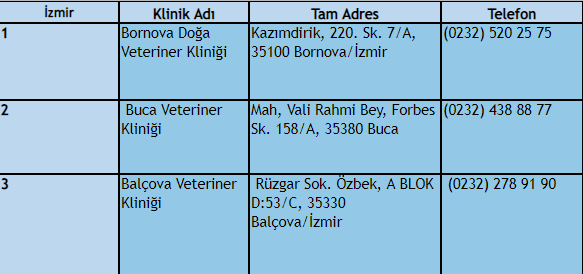 İzmir Klinik Adı Tam Adres Telefon
1 Bornova Doğa Kazımdirik, 220. Sk. 7/A, (0232) 520 25 75
Veteriner Kliniği 35100 Bornova/İzmir
2 Buca Veteriner Mah, Vali Rahmi Bey, Forbes (0232) 438 88 77
Kliniği Sk. 158/A, 35380 Buca
3 Balçova Veteriner Rüzgar Sok. Özbek, A BLOK (0232) 278 91 90
Kliniği D:53/C, 35330
Balçova/İzmir